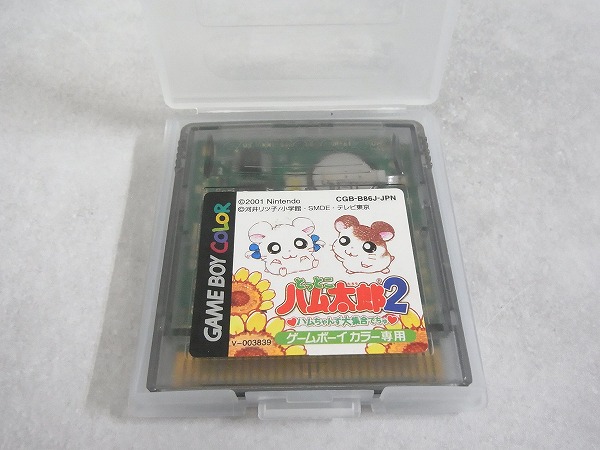 ©2001 Nintendo CGB-B86J-JPN
©河井リツ子/小学館・SMDE・テレビ東京
GAME BOY COLOR
とっとこ
ハム太郎2
ハムちゃんず大集合でちゅ
ゲームボーイカラー専用
V-003839